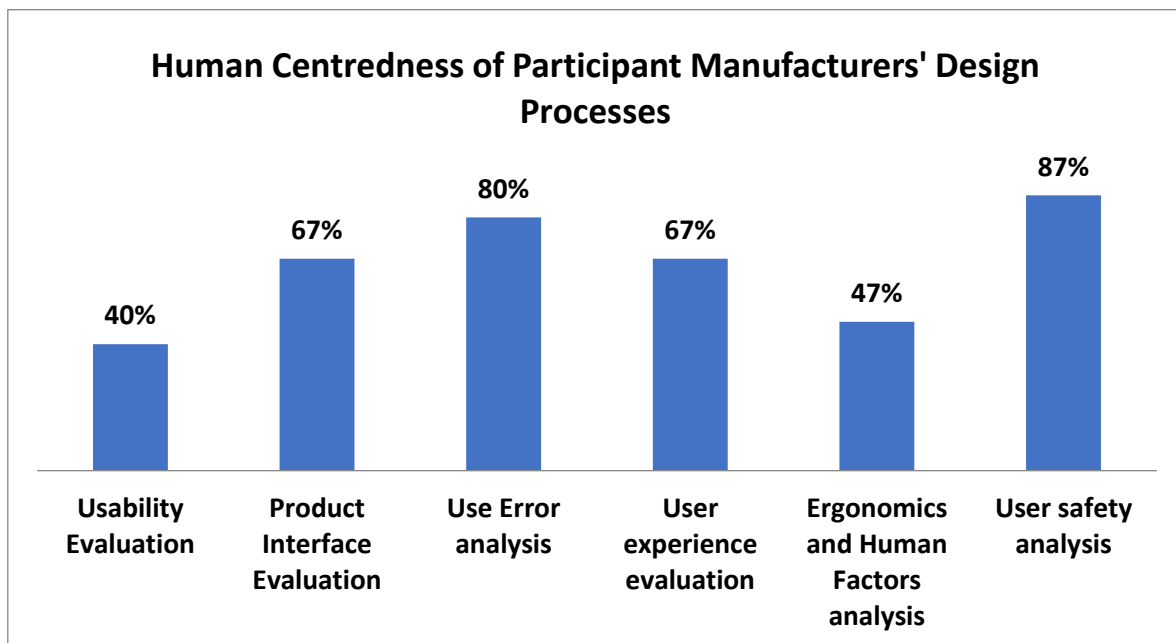 Human Centredness of Participant Manufacturers' Design
Processes
40%
67%
80%
67%
47%
87%
Usability
Evaluation
Product
Interface
Evaluation
Use Error
analysis
User
experience
evaluation
Ergonomics
and Human
Factors
analysis
User safety
analysis